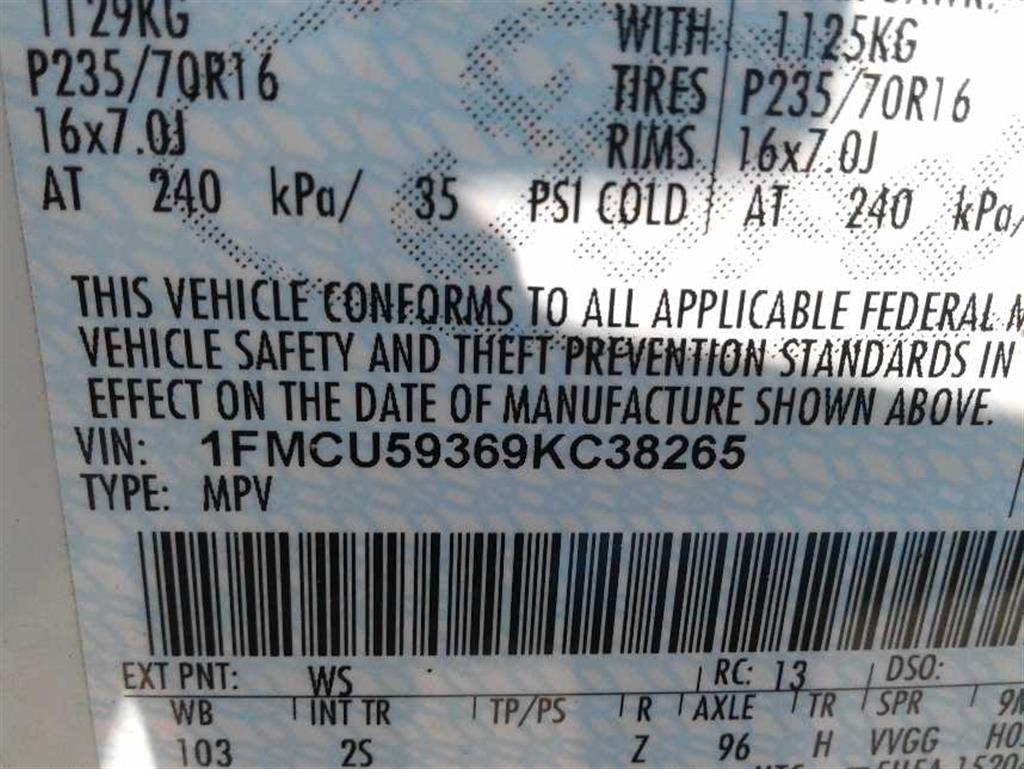 1129KG WITH 1125KG
P235/70R16 TIRES P235/70R16
16x7.0J RIMS 16x7.0J
AT 240 kPa/ 35 PSI COLD AT 240 kPa/
THIS VEHICLE CONFORMS TO ALL APPLICABLE FEDERAL M
VEHICLE SAFETY AND THEFT PREVENTION STANDARDS IN
EFFECT ON THE DATE OF MANUFACTURE SHOWN ABOVE.
VIN: 1FMCU59369KC38265
TYPE: MPV
EXT PNT: WS RC: 13 DSO:
WB INT TR TP/PS R AXLE TR SPR 9M
103 2S Z 96 H VVGG